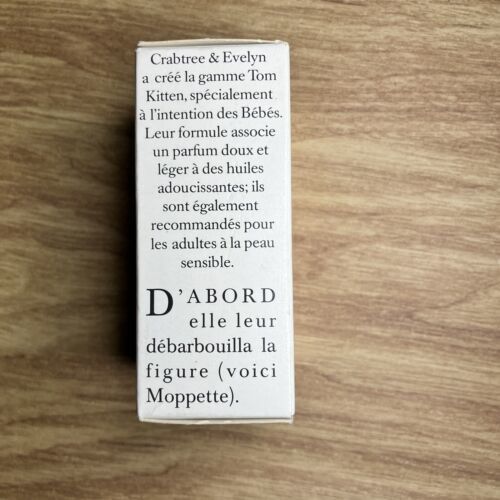 Crabtree & Evelyn
a créé la gamme Tom
Kitten, spécialement
à l'intention des Bébés.
Leur formule associe
un parfum doux et
léger à des huiles
adoucissantes; ils
sont également
recommandés pour
les adultes à la peau
sensible.
D'ABORD
elle leur
débarbouilla la
figure (voici
Moppette).